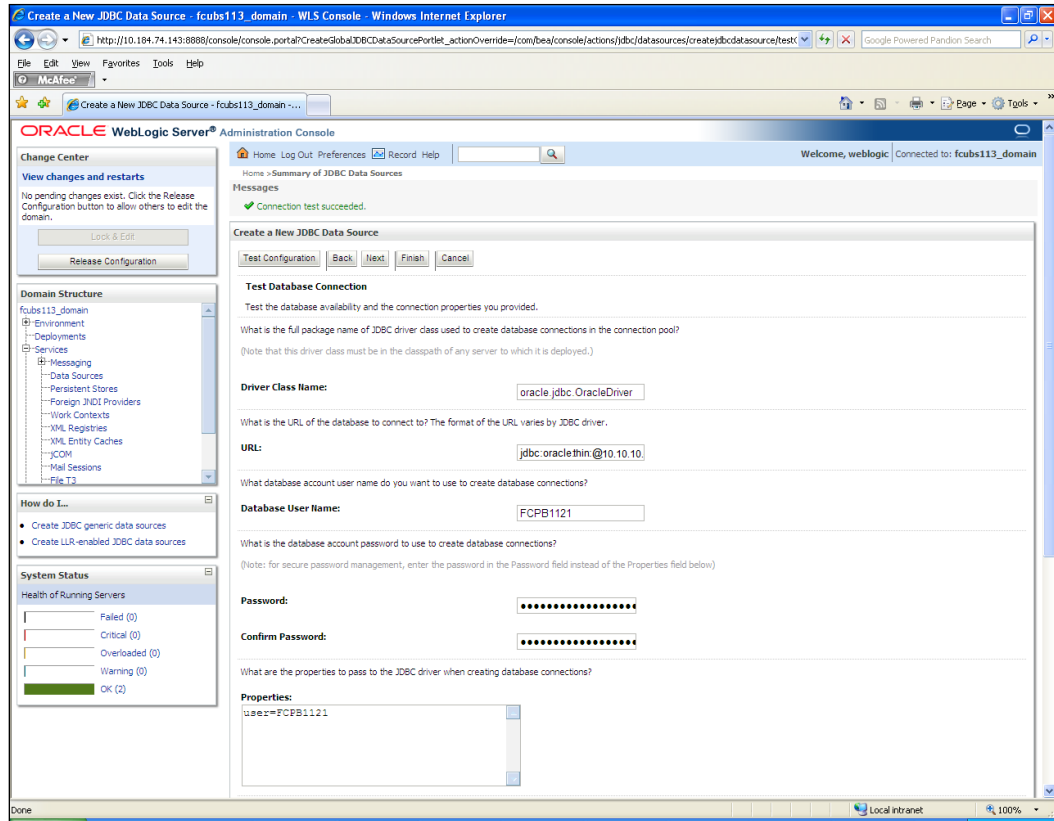 Create a New JDBC Data Source - fcubs113_domain - WLS Console - Windows Internet Explorer
http://10.184.74.143:8888/console/console.portal?CreateGlobalJDBCDataSourcePortlet_actionOverride=/com/bea/console/actions/jdbc/datasources/createjdbcdatasource/test(
Google Powered Pandion Search
File Edit View Favorites Tools Help
McAfee
Create a New JDBC Data Source - fcubs113_domain -...
Page Tools
ORACLE WebLogic Server® Administration Console
Change Center
View changes and restarts
No pending changes exist. Click the Release
Configuration button to allow others to edit the
domain.
Lock & Edit
Release Configuration
Domain Structure
fcubs113_domain
Environment
Deployments
Services
Messaging
Data Sources
Persistent Stores
Foreign JNDI Providers
Work Contexts
XML Registries
XML Entity Caches
jCOM
Mail Sessions
File T3
How do I...
Create JDBC generic data sources
Create LLR-enabled JDBC data sources
System Status
Health of Running Servers
Failed (0)
Critical (0)
Overloaded (0)
Warning (0)
OK (2)
Home Log Out Preferences Record Help
Welcome, weblogic Connected to: fcubs113_domain
Home >Summary of JDBC Data Sources
Messages
Connection test succeeded.
Create a New JDBC Data Source
Test Configuration Back Next Finish Cancel
Test Database Connection
Test the database availability and the connection properties you provided.
What is the full package name of JDBC driver class used to create database connections in the connection pool?
(Note that this driver class must be in the classpath of any server to which it is deployed.)
Driver Class Name: oracle.jdbc.OracleDriver
What is the URL of the database to connect to? The format of the URL varies by JDBC driver.
URL: jdbc:oracle:thin:@10.10.10.
What database account user name do you want to use to create database connections?
Database User Name: FCPB1121
What is the database account password to use to create database connections?
(Note: for secure password management, enter the password in the Password field instead of the Properties field below)
Password:
Confirm Password:
What are the properties to pass to the JDBC driver when creating database connections?
Properties:
user=FCPB1121
Done
Local intranet
100%